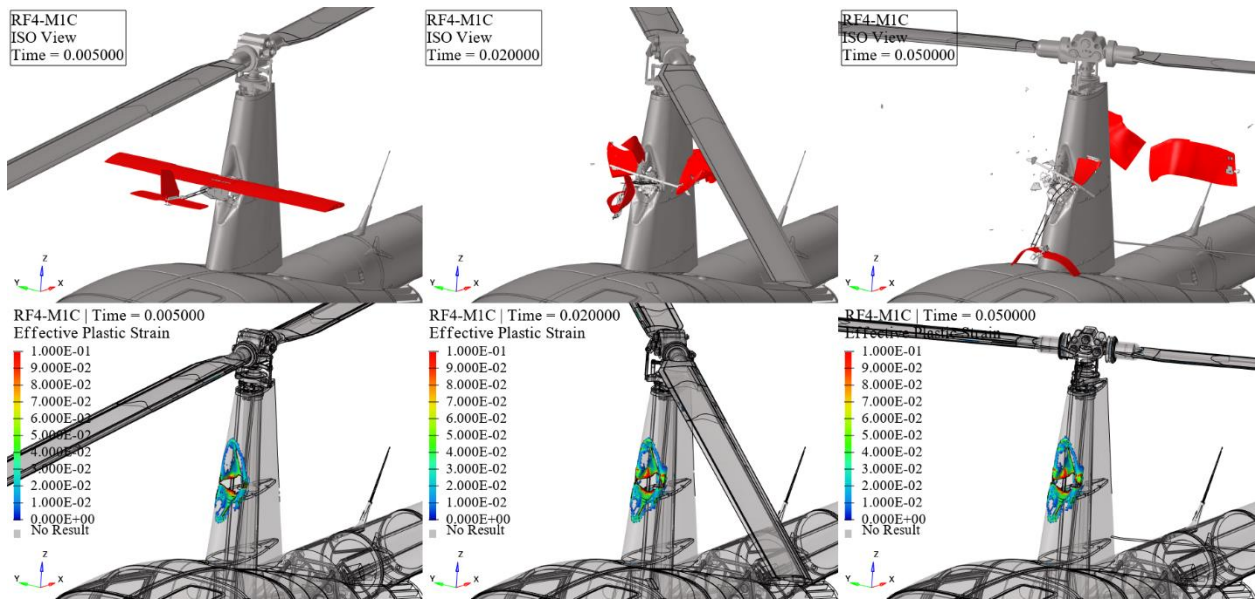 RF4-M1C
ISO View
Time = 0.005000
Z
Y
X
RF4-M1C
ISO View
Time = 0.020000
Z
Y
X
RF4-M1C
ISO View
Time = 0.050000
Z
Y
X
RF4-M1C | Time = 0.005000
Effective Plastic Strain
1.000E-01
9.000E-02
8.000E-02
7.000E-02
6.000E-02
5.000E-02
4.000E-02
3.000E-02
2.000E-02
1.000E-02
0.000E+00
No Result
Z
Y
X
RF4-M1C | Time = 0.020000
Effective Plastic Strain
1.000E-01
9.000E-02
8.000E-02
7.000E-02
6.000E-02
5.000E-02
4.000E-02
3.000E-02
2.000E-02
1.000E-02
0.000E+00
No Result
Z
Y
X
RF4-M1C | Time = 0.050000
Effective Plastic Strain
1.000E-01
9.000E-02
8.000E-02
7.000E-02
6.000E-02
5.000E-02
4.000E-02
3.000E-02
2.000E-02
1.000E-02
0.000E+00
No Result
Z
Y
X